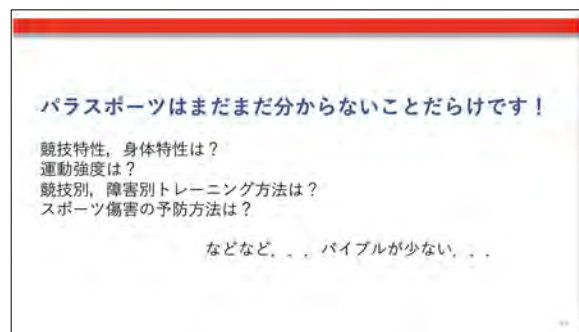 パラスポーツはまだまだ分からないことだらけです！
競技特性，身体特性は？
運動強度は？
競技別，障害別トレーニング方法は？
スポーツ傷害の予防方法は？
などなど．．．バイブルが少ない．．．